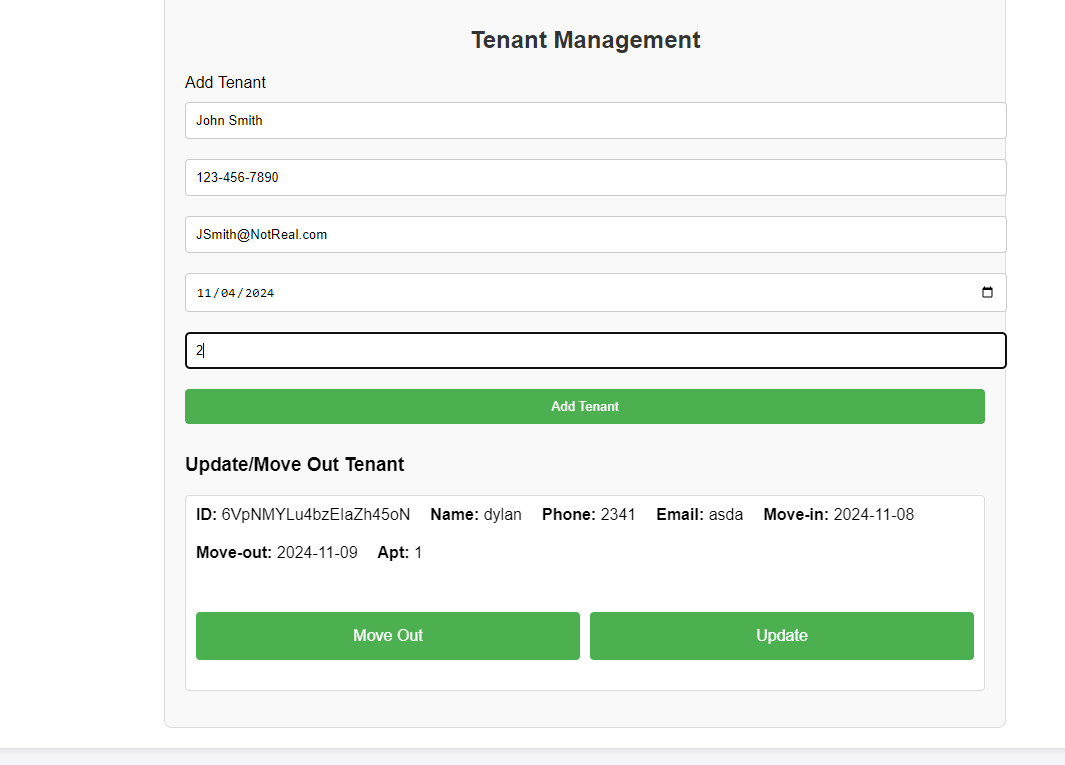 Tenant Management
Add Tenant
John Smith
123-456-7890
JSmith@NotReal.com
11/04/2024
2
Add Tenant
Update/Move Out Tenant
ID: 6VpNMYLu4bzElaZh45oN Name: dylan Phone: 2341 Email: asda Move-in: 2024-11-08
Move-out: 2024-11-09 Apt: 1
Move Out Update